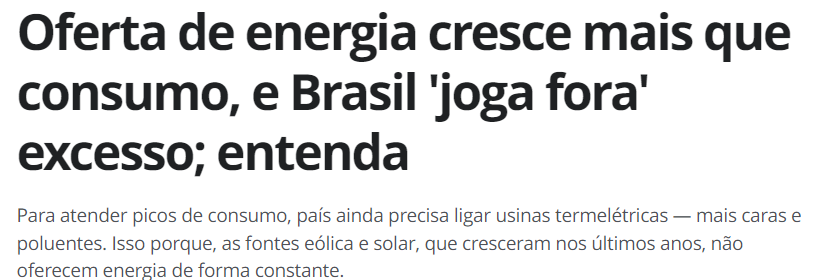 Oferta de energia cresce mais que
consumo, e Brasil 'joga fora'
excesso; entenda
Para atender picos de consumo, país ainda precisa ligar usinas termelétricas — mais caras e
poluentes. Isso porque, as fontes eólica e solar, que cresceram nos últimos anos, não
oferecem energia de forma constante.